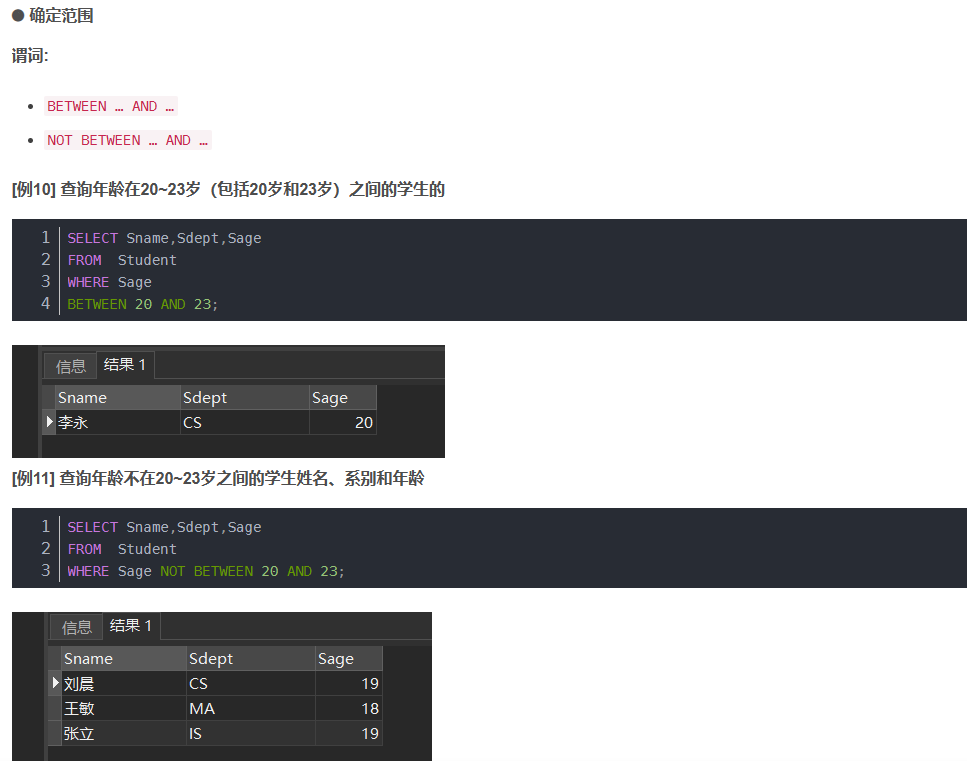 ● 确定范围
谓词:
• BETWEEN … AND …
• NOT BETWEEN … AND …
[例10] 查询年龄在20~23岁（包括20岁和23岁）之间的学生的
1 SELECT Sname,Sdept,Sage
2 FROM  Student
3 WHERE Sage
4 BETWEEN 20 AND 23;
信息 结果 1
Sname Sdept Sage
李永 CS 20
[例11] 查询年龄不在20~23岁之间的学生姓名、系别和年龄
1 SELECT Sname,Sdept,Sage
2 FROM  Student
3 WHERE Sage NOT BETWEEN 20 AND 23;
信息 结果 1
Sname Sdept Sage
刘晨 CS 19
王敏 MA 18
张立 IS 19